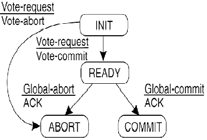 Vote-request
Vote-abort
INIT
Vote-request
Vote-commit
READY
Global-abort
ACK
Global-commit
ACK
ABORT
COMMIT